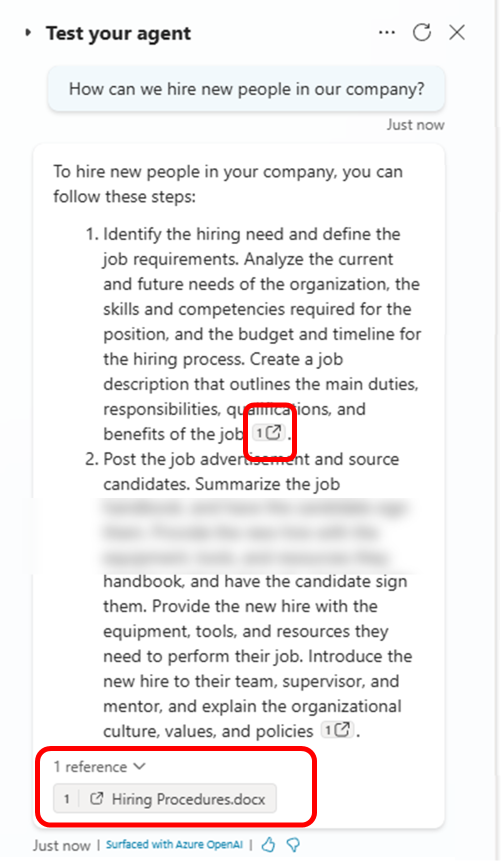 Test your agent
How can we hire new people in our company?
Just now
To hire new people in your company, you can
follow these steps:
1. Identify the hiring need and define the
job requirements. Analyze the current
and future needs of the organization, the
skills and competencies required for the
position, and the budget and timeline for
the hiring process. Create a job
description that outlines the main duties,
responsibilities, qualifications, and
benefits of the job 1 .
2. Post the job advertisement and source
candidates. Summarize the job
handbook, and have the candidate sign
them. Provide the new hire with the
equipment, tools, and resources they
need to perform their job. Introduce the
new hire to their team, supervisor, and
mentor, and explain the organizational
culture, values, and policies 1 .
1 reference
1 Hiring Procedures.docx
Just now | Surfaced with Azure OpenAI |